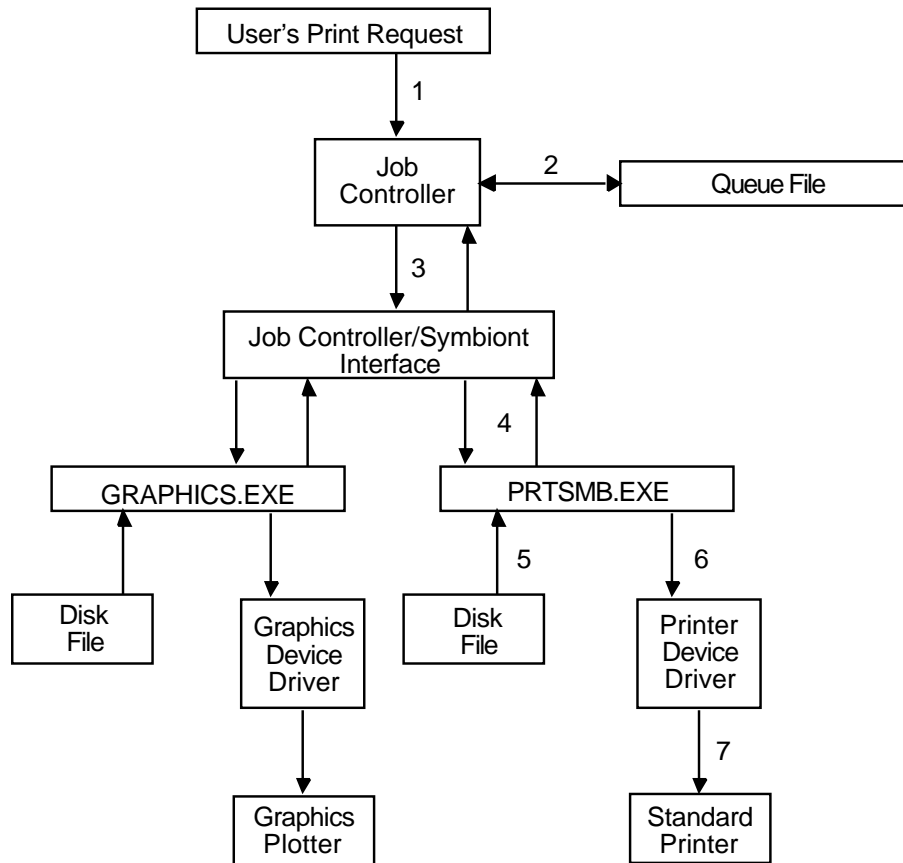 User's Print Request
1
Job
Controller
2
Queue File
3
Job Controller/Symbiont
Interface
4
GRAPHICS.EXE
PRTSMB.EXE
5
6
Disk
File
Graphics
Device
Driver
Disk
File
Printer
Device
Driver
7
Graphics
Plotter
Standard
Printer